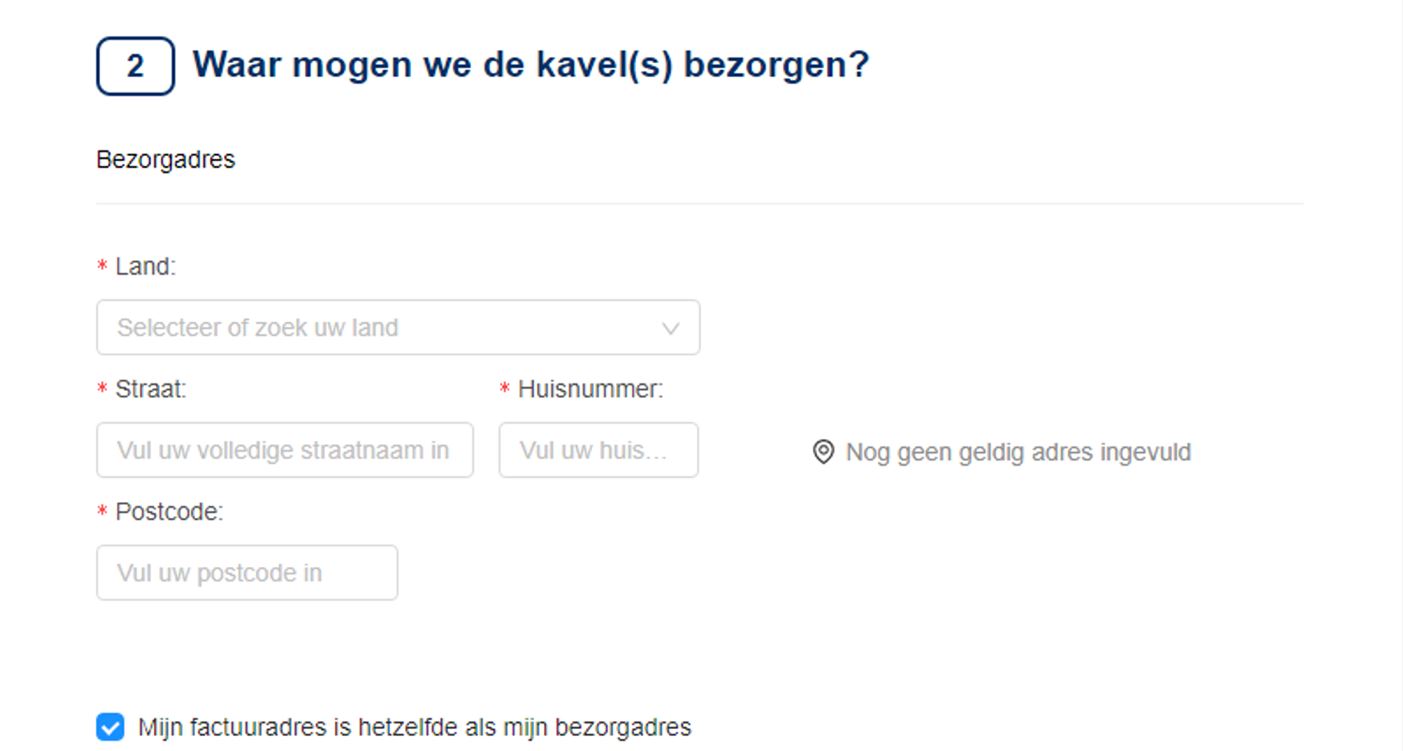 2 Waar mogen we de kavel(s) bezorgen?
Bezorgadres
* Land:
Selecteer of zoek uw land
* Straat: * Huisnummer:
Vul uw volledige straatnaam in Vul uw huis... Nog geen geldig adres ingevuld
* Postcode:
Vul uw postcode in
Mijn factuuradres is hetzelfde als mijn bezorgadres